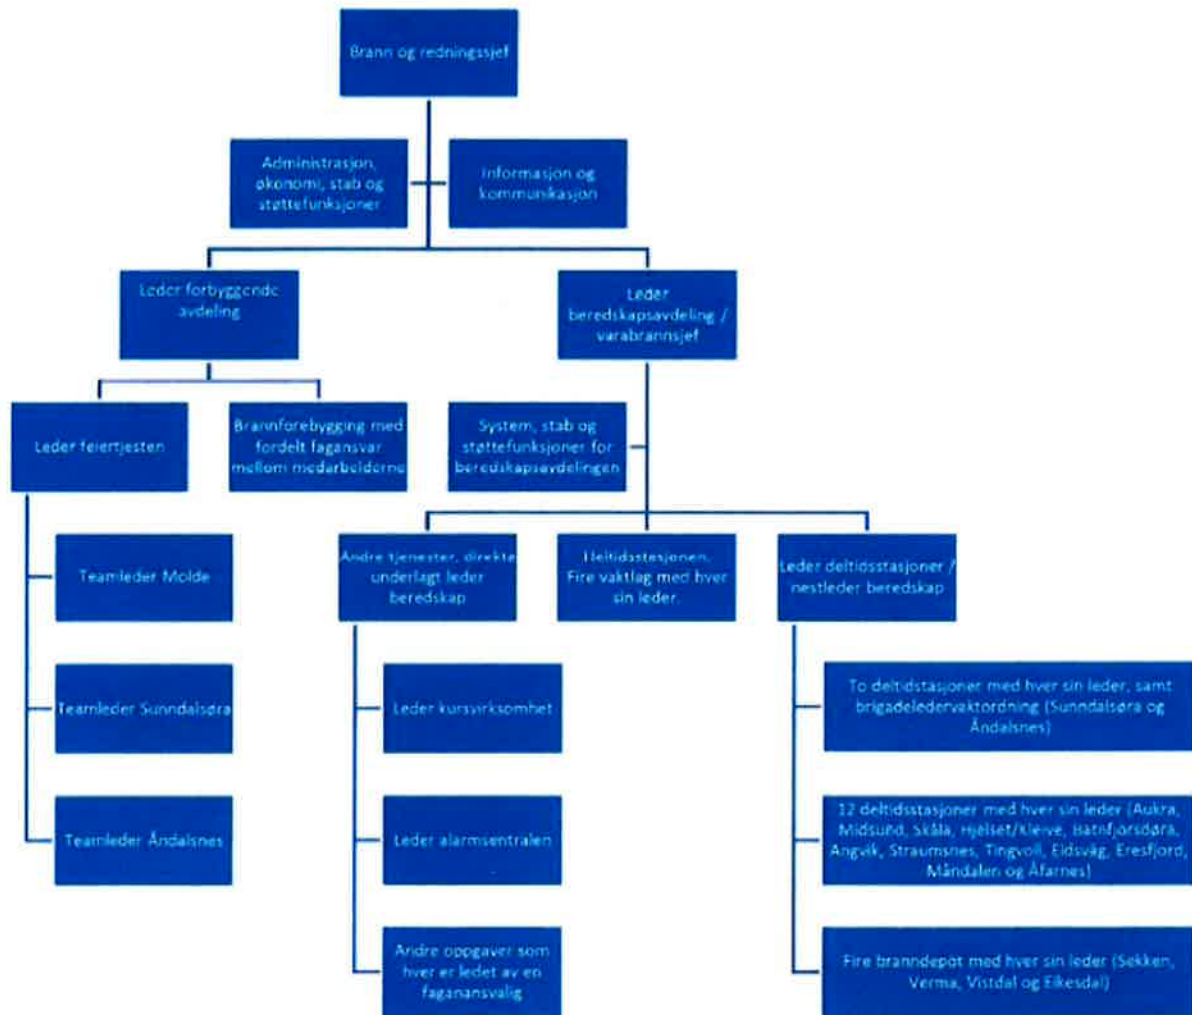 Brann og redningssjef
Administrasjon,
økonomi, stab og
støttefunksjoner
Informasjon og
kommunikasjon
Leder forbyggende
avdeling
Leder
beredskapsavdeling /
varabrannsjef
Leder feiertjesten
Brannforebygging med
fordelt fagansvar
mellom medarbeiderne
System, stab og
støttefunksjoner for
beredskapsavdelingen
Andre tjenester, direkte
underlagt leder
beredskap
Heltidsstasjonen.
Fire vaktlag med hver
sin leder.
Leder deltidsstasjoner /
nestleder beredskap
Teamleder Molde
Teamleder Sunndalsøra
Teamleder Åndalsnes
Leder kursvirksomhet
Leder alarmsentralen
Andre oppgaver som
hver er ledet av en
faganansvalig
To deltidstasjoner med hver sin leder, samt
brigadeledervaktordning (Sunndalsøra og
Åndalsnes)
12 deltidsstasjoner med hver sin leder (Aukra,
Midsund, Skåla, Hjelset/Kleive, Batnfjorsdøra,
Angvik, Straumsnes, Tingvoll, Eidsvåg, Eresfjord,
Måndalen og Åfarnes)
Fire branndepot med hver sin leder (Sekken,
Verma, Vistdal og Eikesdal)